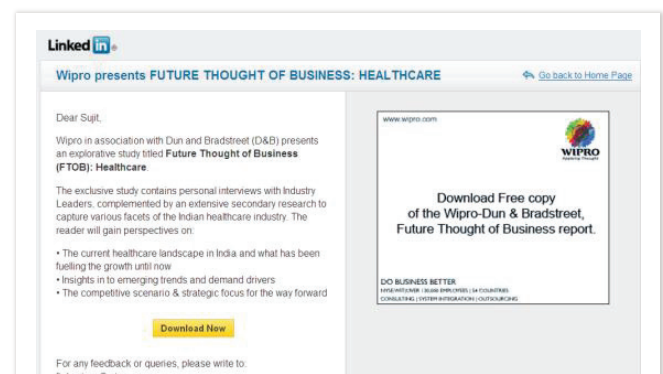 Linked in®
Wipro presents FUTURE THOUGHT OF BUSINESS: HEALTHCARE
Go back to Home Page
Dear Sujit,
Wipro in association with Dun and Bradstreet (D&B) presents
an explorative study titled Future Thought of Business
(FTOB): Healthcare.
The exclusive study contains personal interviews with Industry
Leaders, complemented by an extensive secondary research to
capture various facets of the Indian healthcare industry. The
reader will gain perspectives on:
• The current healthcare landscape in India and what has been
fuelling the growth until now
• Insights in to emerging trends and demand drivers
• The competitive scenario & strategic focus for the way forward
Download Now
For any feedback or queries, please write to:
www.wipro.com
WIPRO
Applying Thought
Download Free copy
of the Wipro-Dun & Bradstreet,
Future Thought of Business report.
DO BUSINESS BETTER
CONSULTING | SYSTEM INTEGRATION | OUTSOURCING